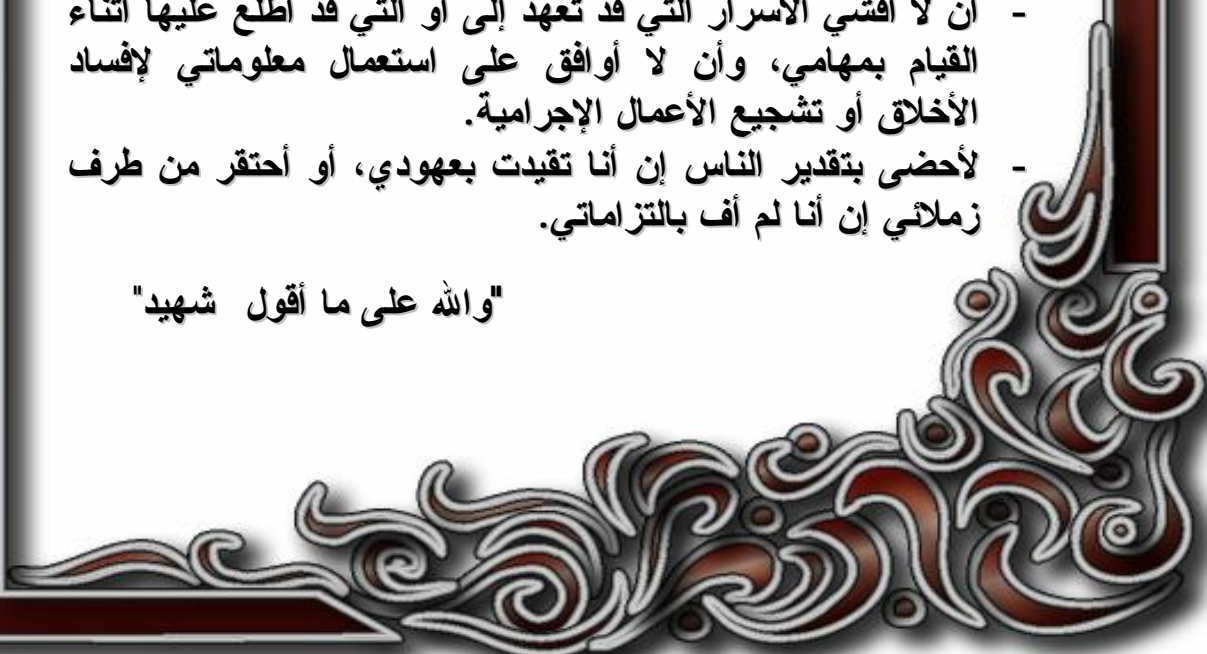 - أن لا أفشي الأسرار التي قد تعهد إلى أو التي قد أطلع عليها أثناء
القيام بمهامي، وأن لا أوافق على استعمال معلوماتي لإفساد
الأخلاق أو تشجيع الأعمال الإجرامية.
- لأحضى بتقدير الناس إن أنا تقيدت بعهودي، أو أحتقر من طرف
زملائي إن أنا لم أف بالتزاماتي.
"والله على ما أقول شهيد"